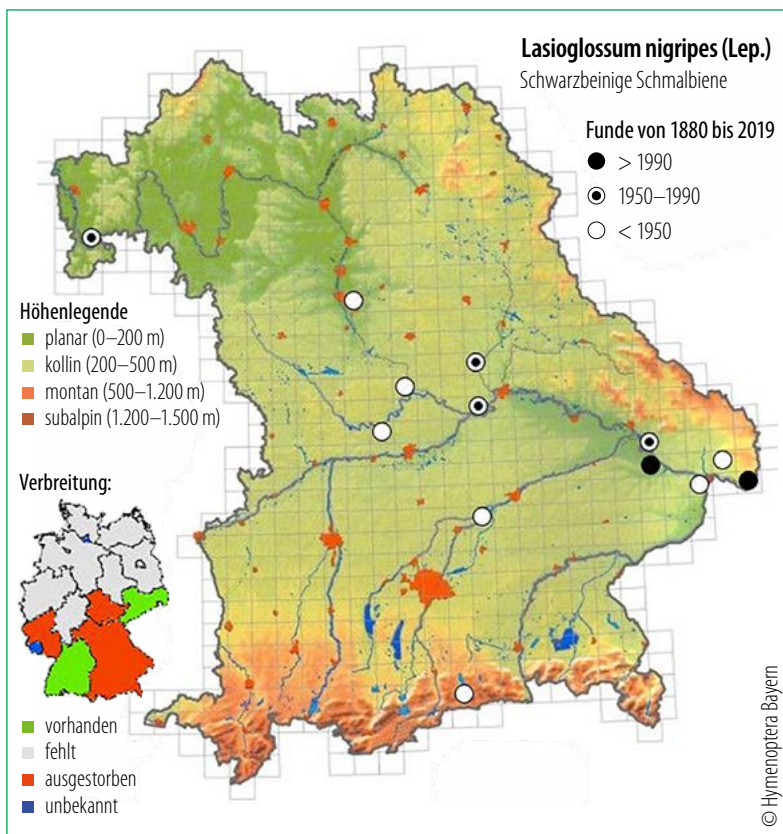 Lasioglossum nigripes (Lep.)
Schwarzbeinige Schmalbiene
Funde von 1880 bis 2019
> 1990
1950–1990
< 1950
Höhenlegende
planar (0–200 m)
kollin (200–500 m)
montan (500–1.200 m)
subalpin (1.200–1.500 m)
Verbreitung:
vorhanden
fehlt
ausgestorben
unbekannt
© Hymenoptera Bayern